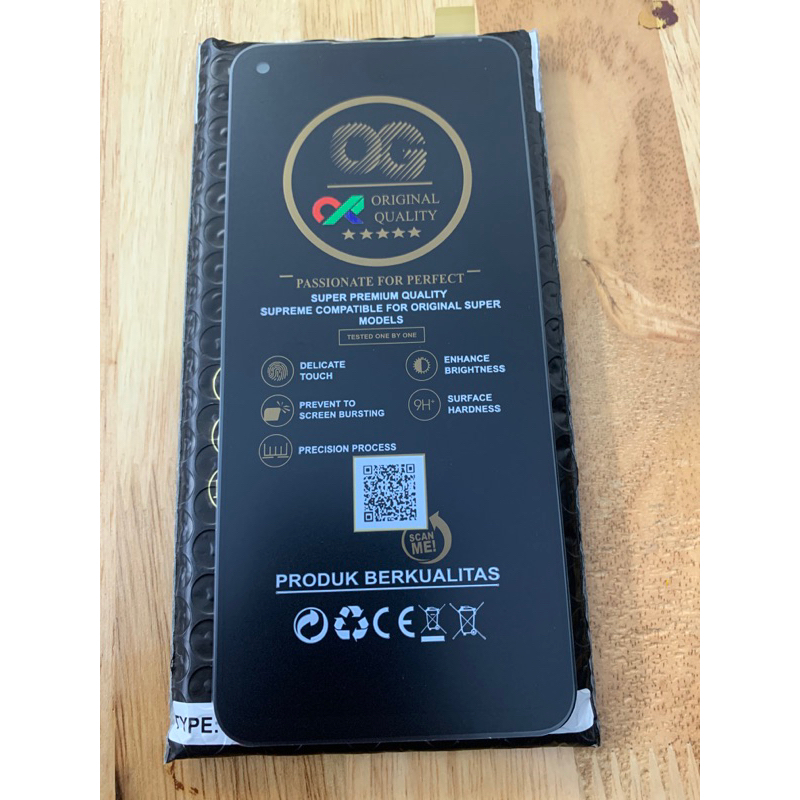 OG
ORIGINAL
QUALITY
PASSIONATE FOR PERFECT
SUPER PREMIUM QUALITY
SUPREME COMPATIBLE FOR ORIGINAL SUPER
MODELS
TESTED ONE BY ONE
DELICATE
TOUCH
ENHANCE
BRIGHTNESS
PREVENT TO
SCREEN BURSTING
9H+
SURFACE
HARDNESS
PRECISION PROCESS
SCAN
ME!
PRODUK BERKUALITAS
CE
TYPE: